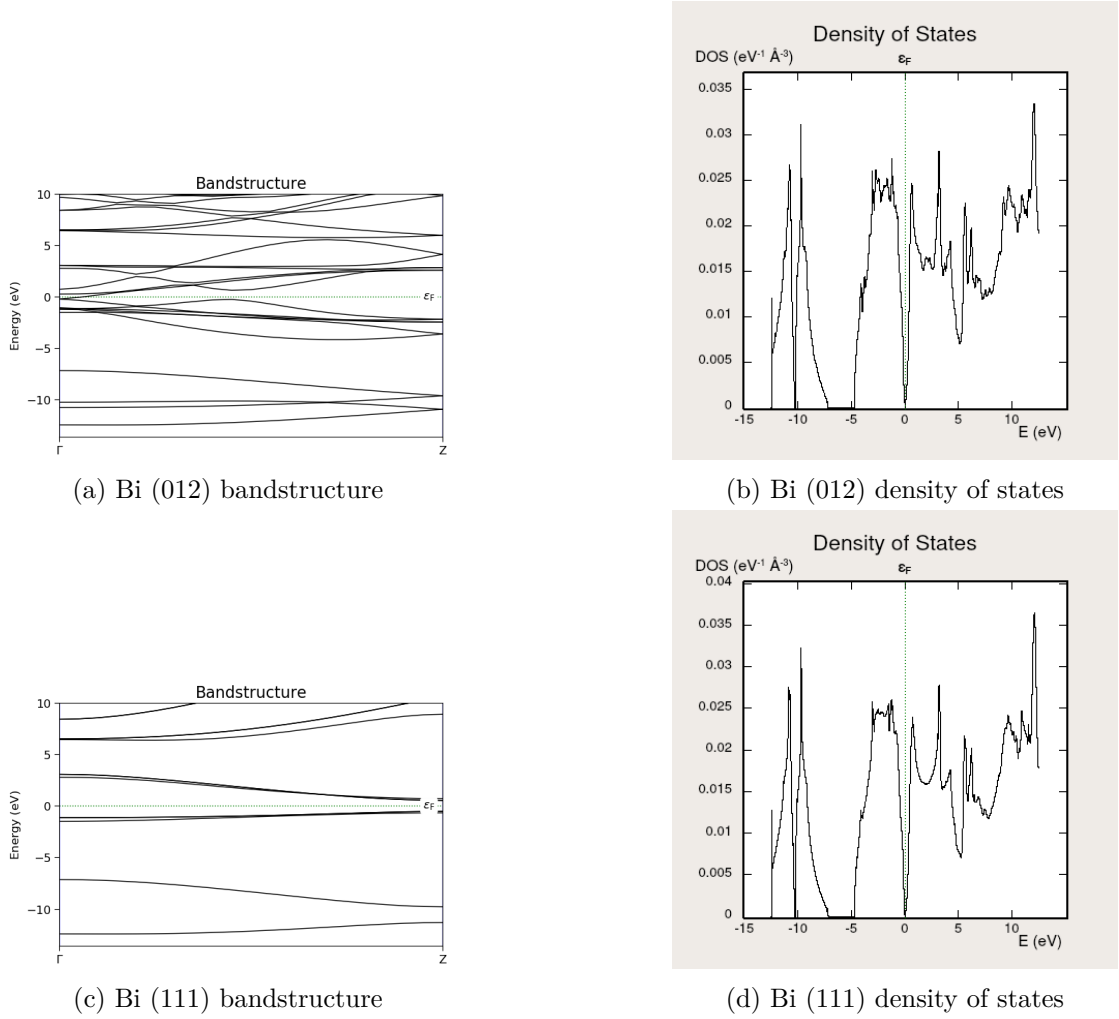 Bandstructure
10
5
0
−5
−10
Energy (eV)
εF
Γ
Z
(a) Bi (012) bandstructure
Density of States
DOS (eV-1 Å-3)
εF
0.035
0.03
0.025
0.02
0.015
0.01
0.005
0
-15
-10
-5
0
5
10
E (eV)
(b) Bi (012) density of states
Bandstructure
10
5
0
−5
−10
Energy (eV)
εF
Γ
Z
(c) Bi (111) bandstructure
Density of States
DOS (eV-1 Å-3)
εF
0.04
0.035
0.03
0.025
0.02
0.015
0.01
0.005
0
-15
-10
-5
0
5
10
E (eV)
(d) Bi (111) density of states